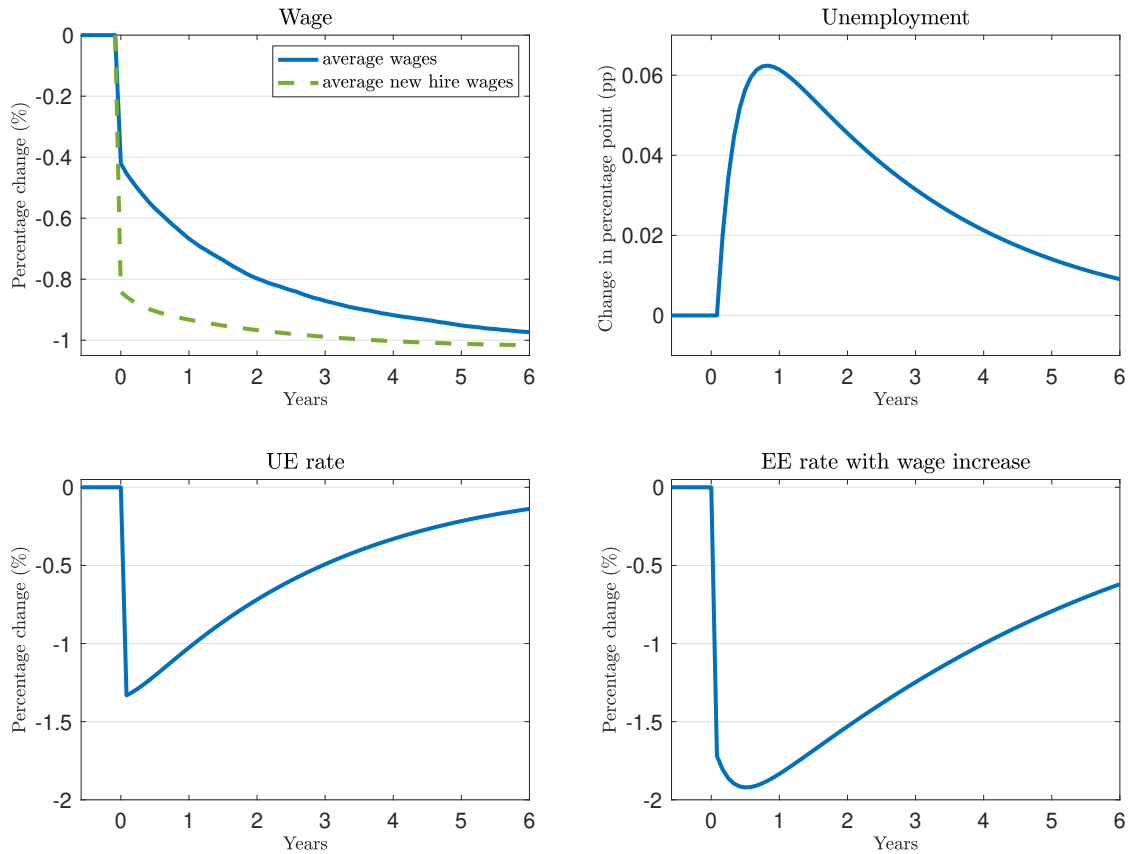 Wage
Percentage change (%)
0
-0.2
-0.4
-0.6
-0.8
-1
average wages
average new hire wages
0 1 2 3 4 5 6
Years
Unemployment
Change in percentage point (pp)
0.06
0.04
0.02
0
0 1 2 3 4 5 6
Years
UE rate
Percentage change (%)
0
-0.5
-1
-1.5
-2
0 1 2 3 4 5 6
Years
EE rate with wage increase
Percentage change (%)
0
-0.5
-1
-1.5
-2
0 1 2 3 4 5 6
Years